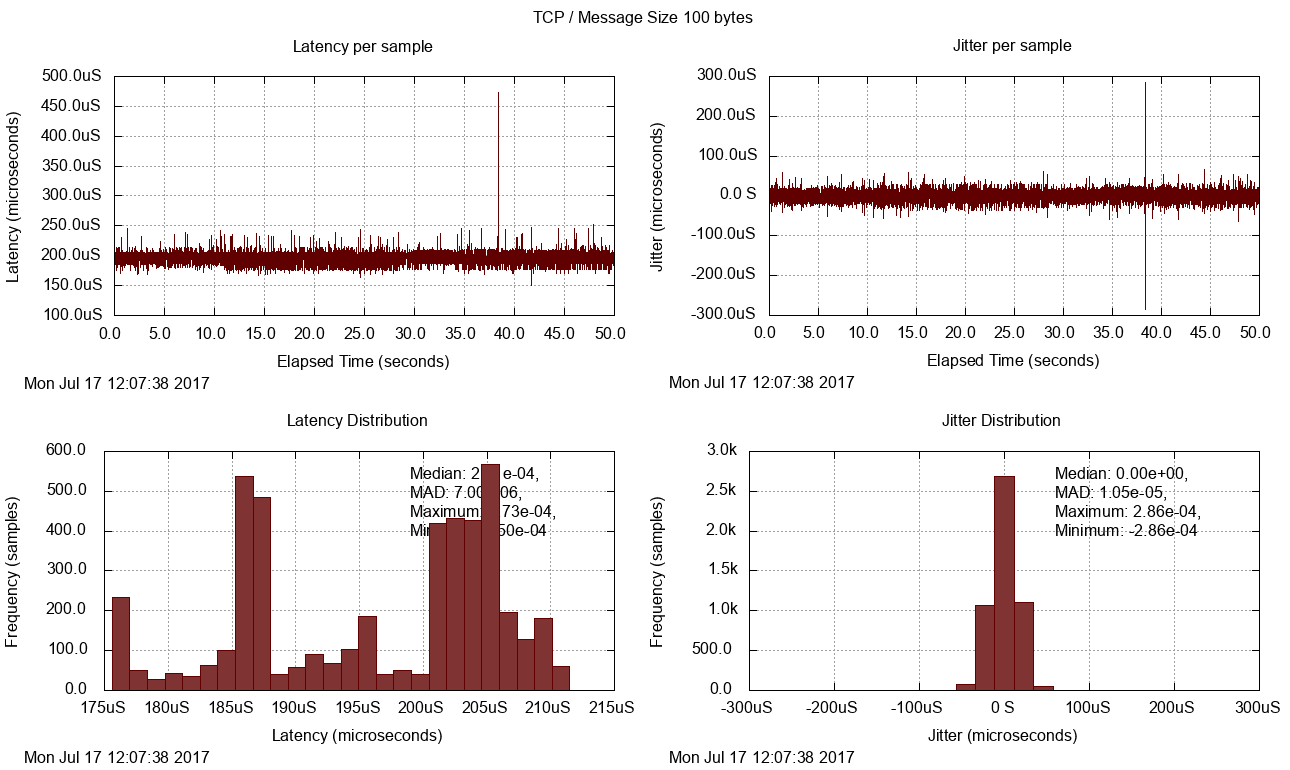 TCP / Message Size 100 bytes
Latency per sample
500.0uS
450.0uS
400.0uS
350.0uS
300.0uS
250.0uS
200.0uS
150.0uS
100.0uS
Latency (microseconds)
0.0 5.0 10.0 15.0 20.0 25.0 30.0 35.0 40.0 45.0 50.0
Elapsed Time (seconds)
Mon Jul 17 12:07:38 2017
Jitter per sample
300.0uS
200.0uS
100.0uS
0.0 S
-100.0uS
-200.0uS
-300.0uS
Jitter (microseconds)
0.0 5.0 10.0 15.0 20.0 25.0 30.0 35.0 40.0 45.0 50.0
Elapsed Time (seconds)
Mon Jul 17 12:07:38 2017
Latency Distribution
600.0
500.0
400.0
300.0
200.0
100.0
0.0
Frequency (samples)
Median: e-04,
MAD:
Maximum: 73e-04,
50e-04
175uS 180uS 185uS 190uS 195uS 200uS 205uS 210uS 215uS
Latency (microseconds)
Mon Jul 17 12:07:38 2017
Jitter Distribution
3.0k
2.5k
2.0k
1.5k
1.0k
500.0
0.0
Frequency (samples)
Median: 0.00e+00,
MAD: 1.05e-05,
Maximum: 2.86e-04,
Minimum: -2.86e-04
-300uS -200uS -100uS 0 S 100uS 200uS 300uS
Jitter (microseconds)
Mon Jul 17 12:07:38 2017